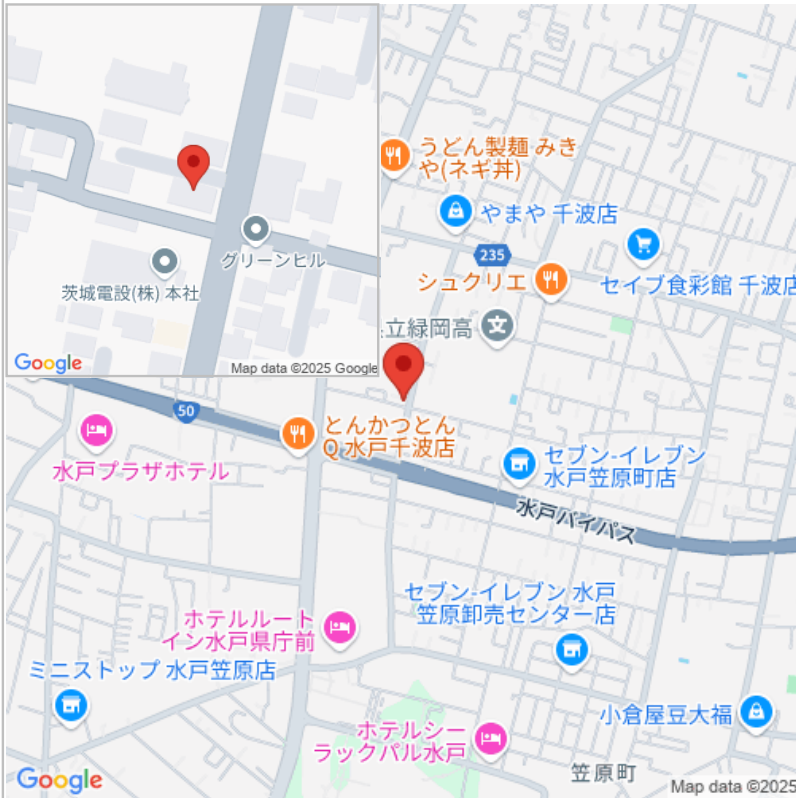 グリーンヒル
茨城電設(株) 本社
Google
Map data ©2025 Google
うどん製麺 みき
や(ネギ丼)
やまや 千波店
235
シュクリエ
セイブ食彩館 千波店
立緑岡高
50
とんかつとん
Q 水戸千波店
水戸プラザホテル
セブン-イレブン
水戸笠原町店
水戸バイパス
セブン-イレブン 水戸
笠原卸売センター店
ホテルルート
イン水戸県庁前
ミニストップ 水戸笠原店
小倉屋豆大福
ホテルシー
ラックパル水戸
笠原町
Google
Map data ©2025